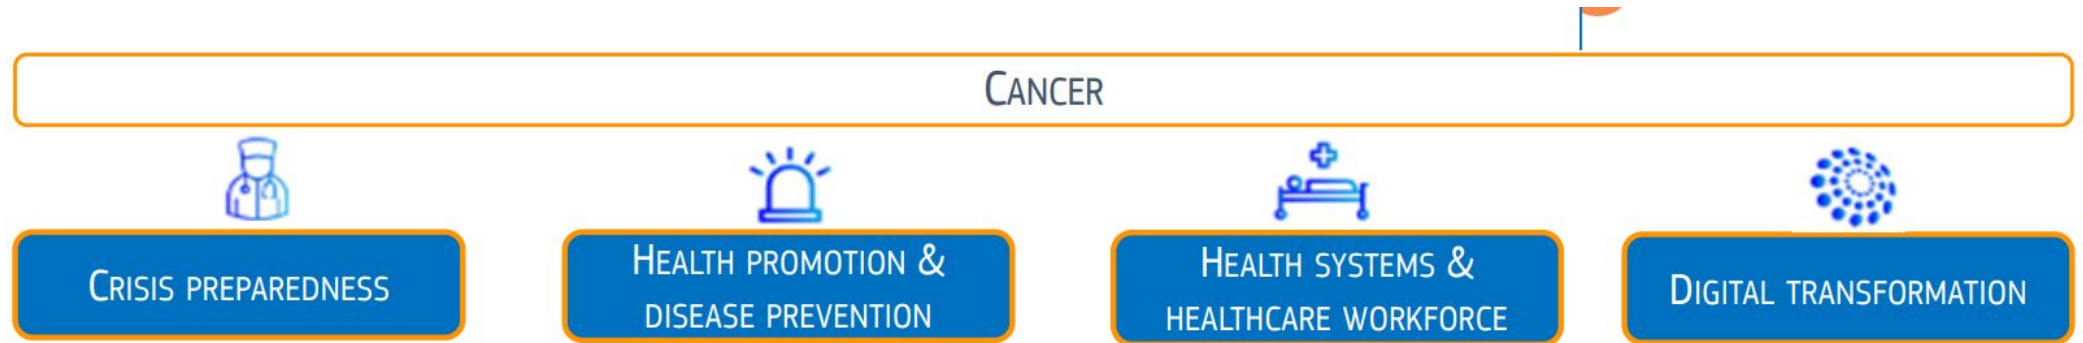 CANCER
CRISIS PREPAREDNESS
HEALTH PROMOTION &
DISEASE PREVENTION
HEALTH SYSTEMS &
HEALTHCARE WORKFORCE
DIGITAL TRANSFORMATION